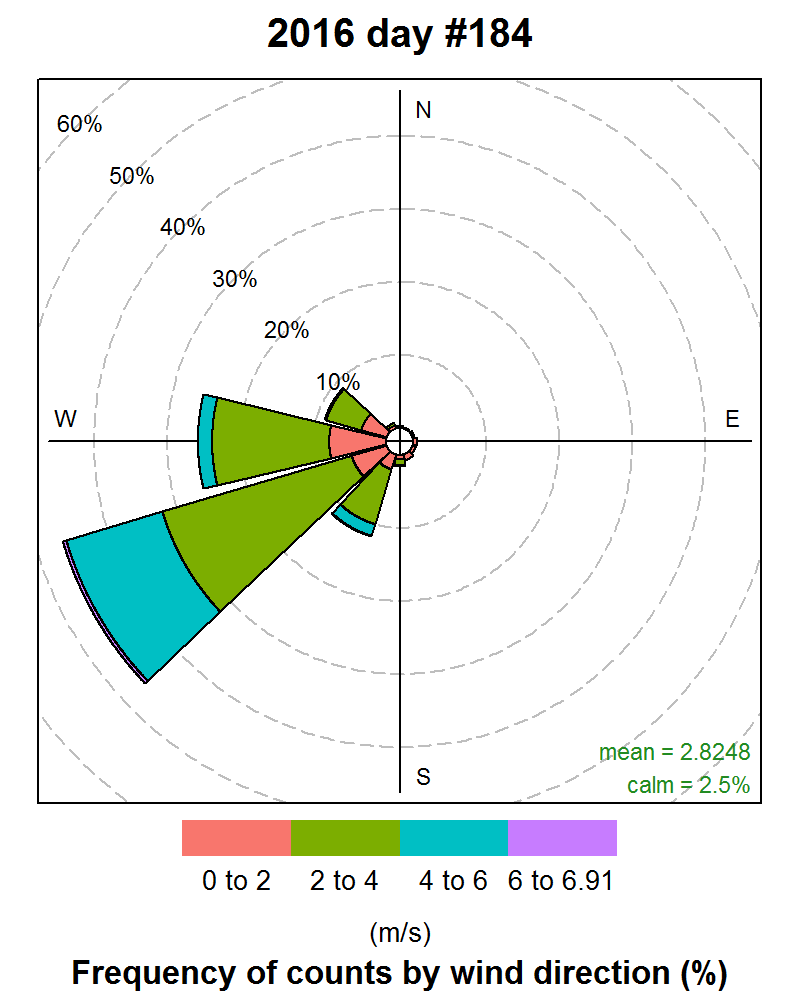 2016 day #184
N
60%
50%
40%
30%
20%
10%
W
E
S
mean = 2.8248
calm = 2.5%
0 to 2 2 to 4 4 to 6 6 to 6.91
(m/s)
Frequency of counts by wind direction (%)